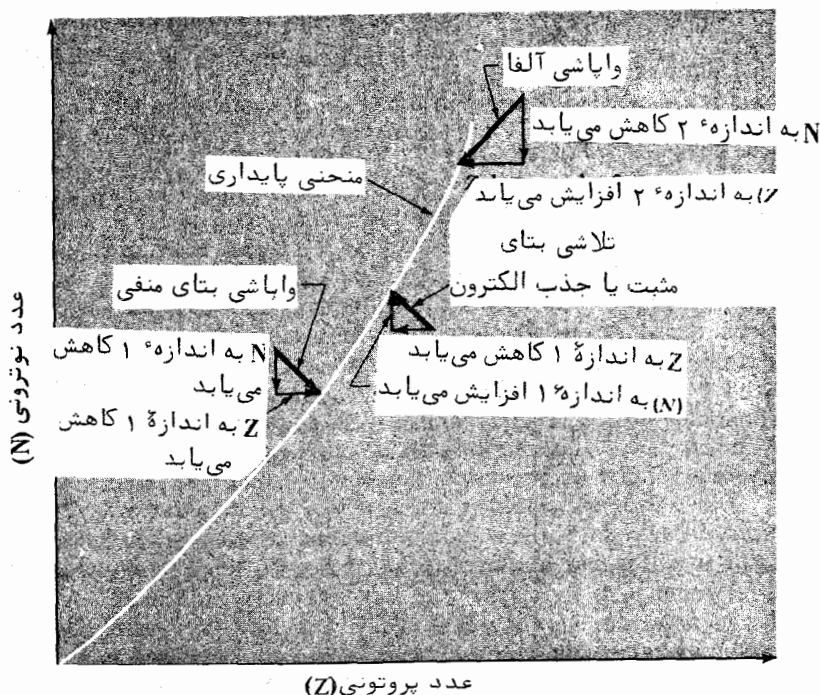 واپاشی آلفا
N به اندازهٔ ۲ کاهش می‌یابد
منحنی پایداری
Z) به اندازهٔ ۲ افزایش می‌یابد
تلاشی بتای
مثبت یا جذب الکترون
واپاشی بتای منفی
N به اندازهٔ ۱ کاهش
می‌یابد
Z به اندازهٔ ۱ کاهش
می‌یابد
Z به اندازهٔ ۱ کاهش می‌یابد
(N) به اندازهٔ ۱ افزایش می‌یابد
عدد نوترونی (N)
عدد پروتونی (Z)